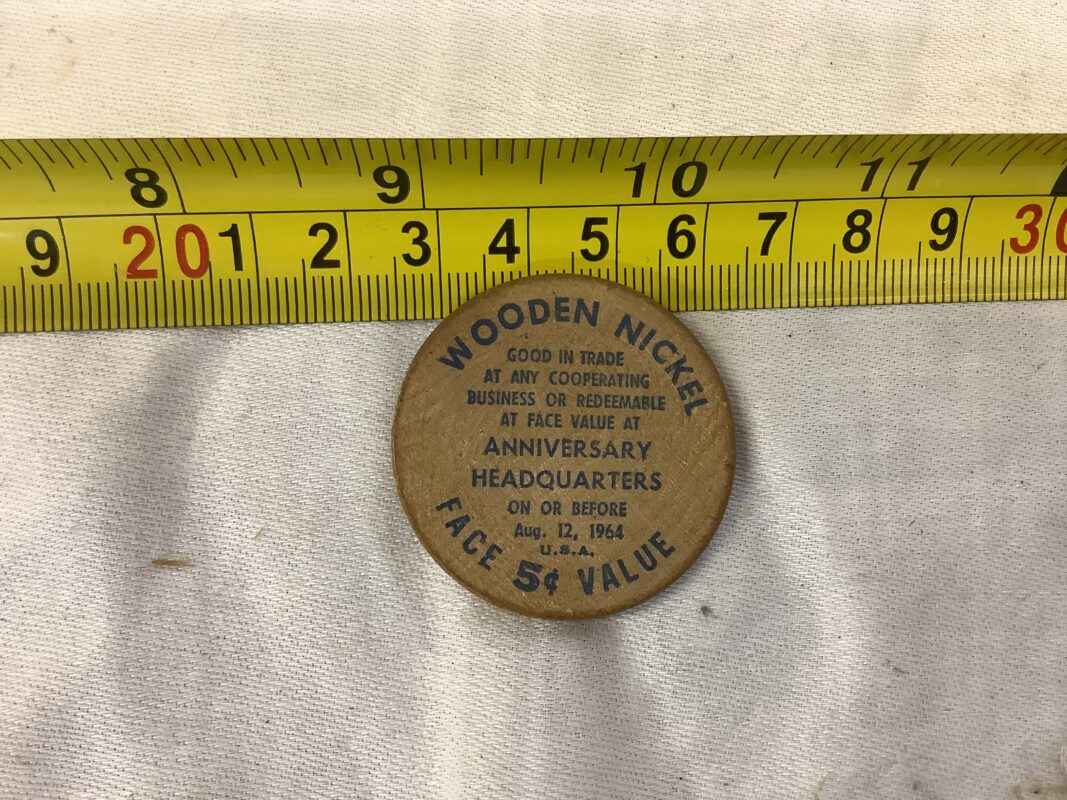 8 9 10 11
9 20 1 2 3 4 5 6 7 8 9 30
WOODEN NICKEL
GOOD IN TRADE
AT ANY COOPERATING
BUSINESS OR REDEEMABLE
AT FACE VALUE AT
ANNIVERSARY
HEADQUARTERS
ON OR BEFORE
Aug. 12, 1964
U.S.A.
FACE 5¢ VALUE